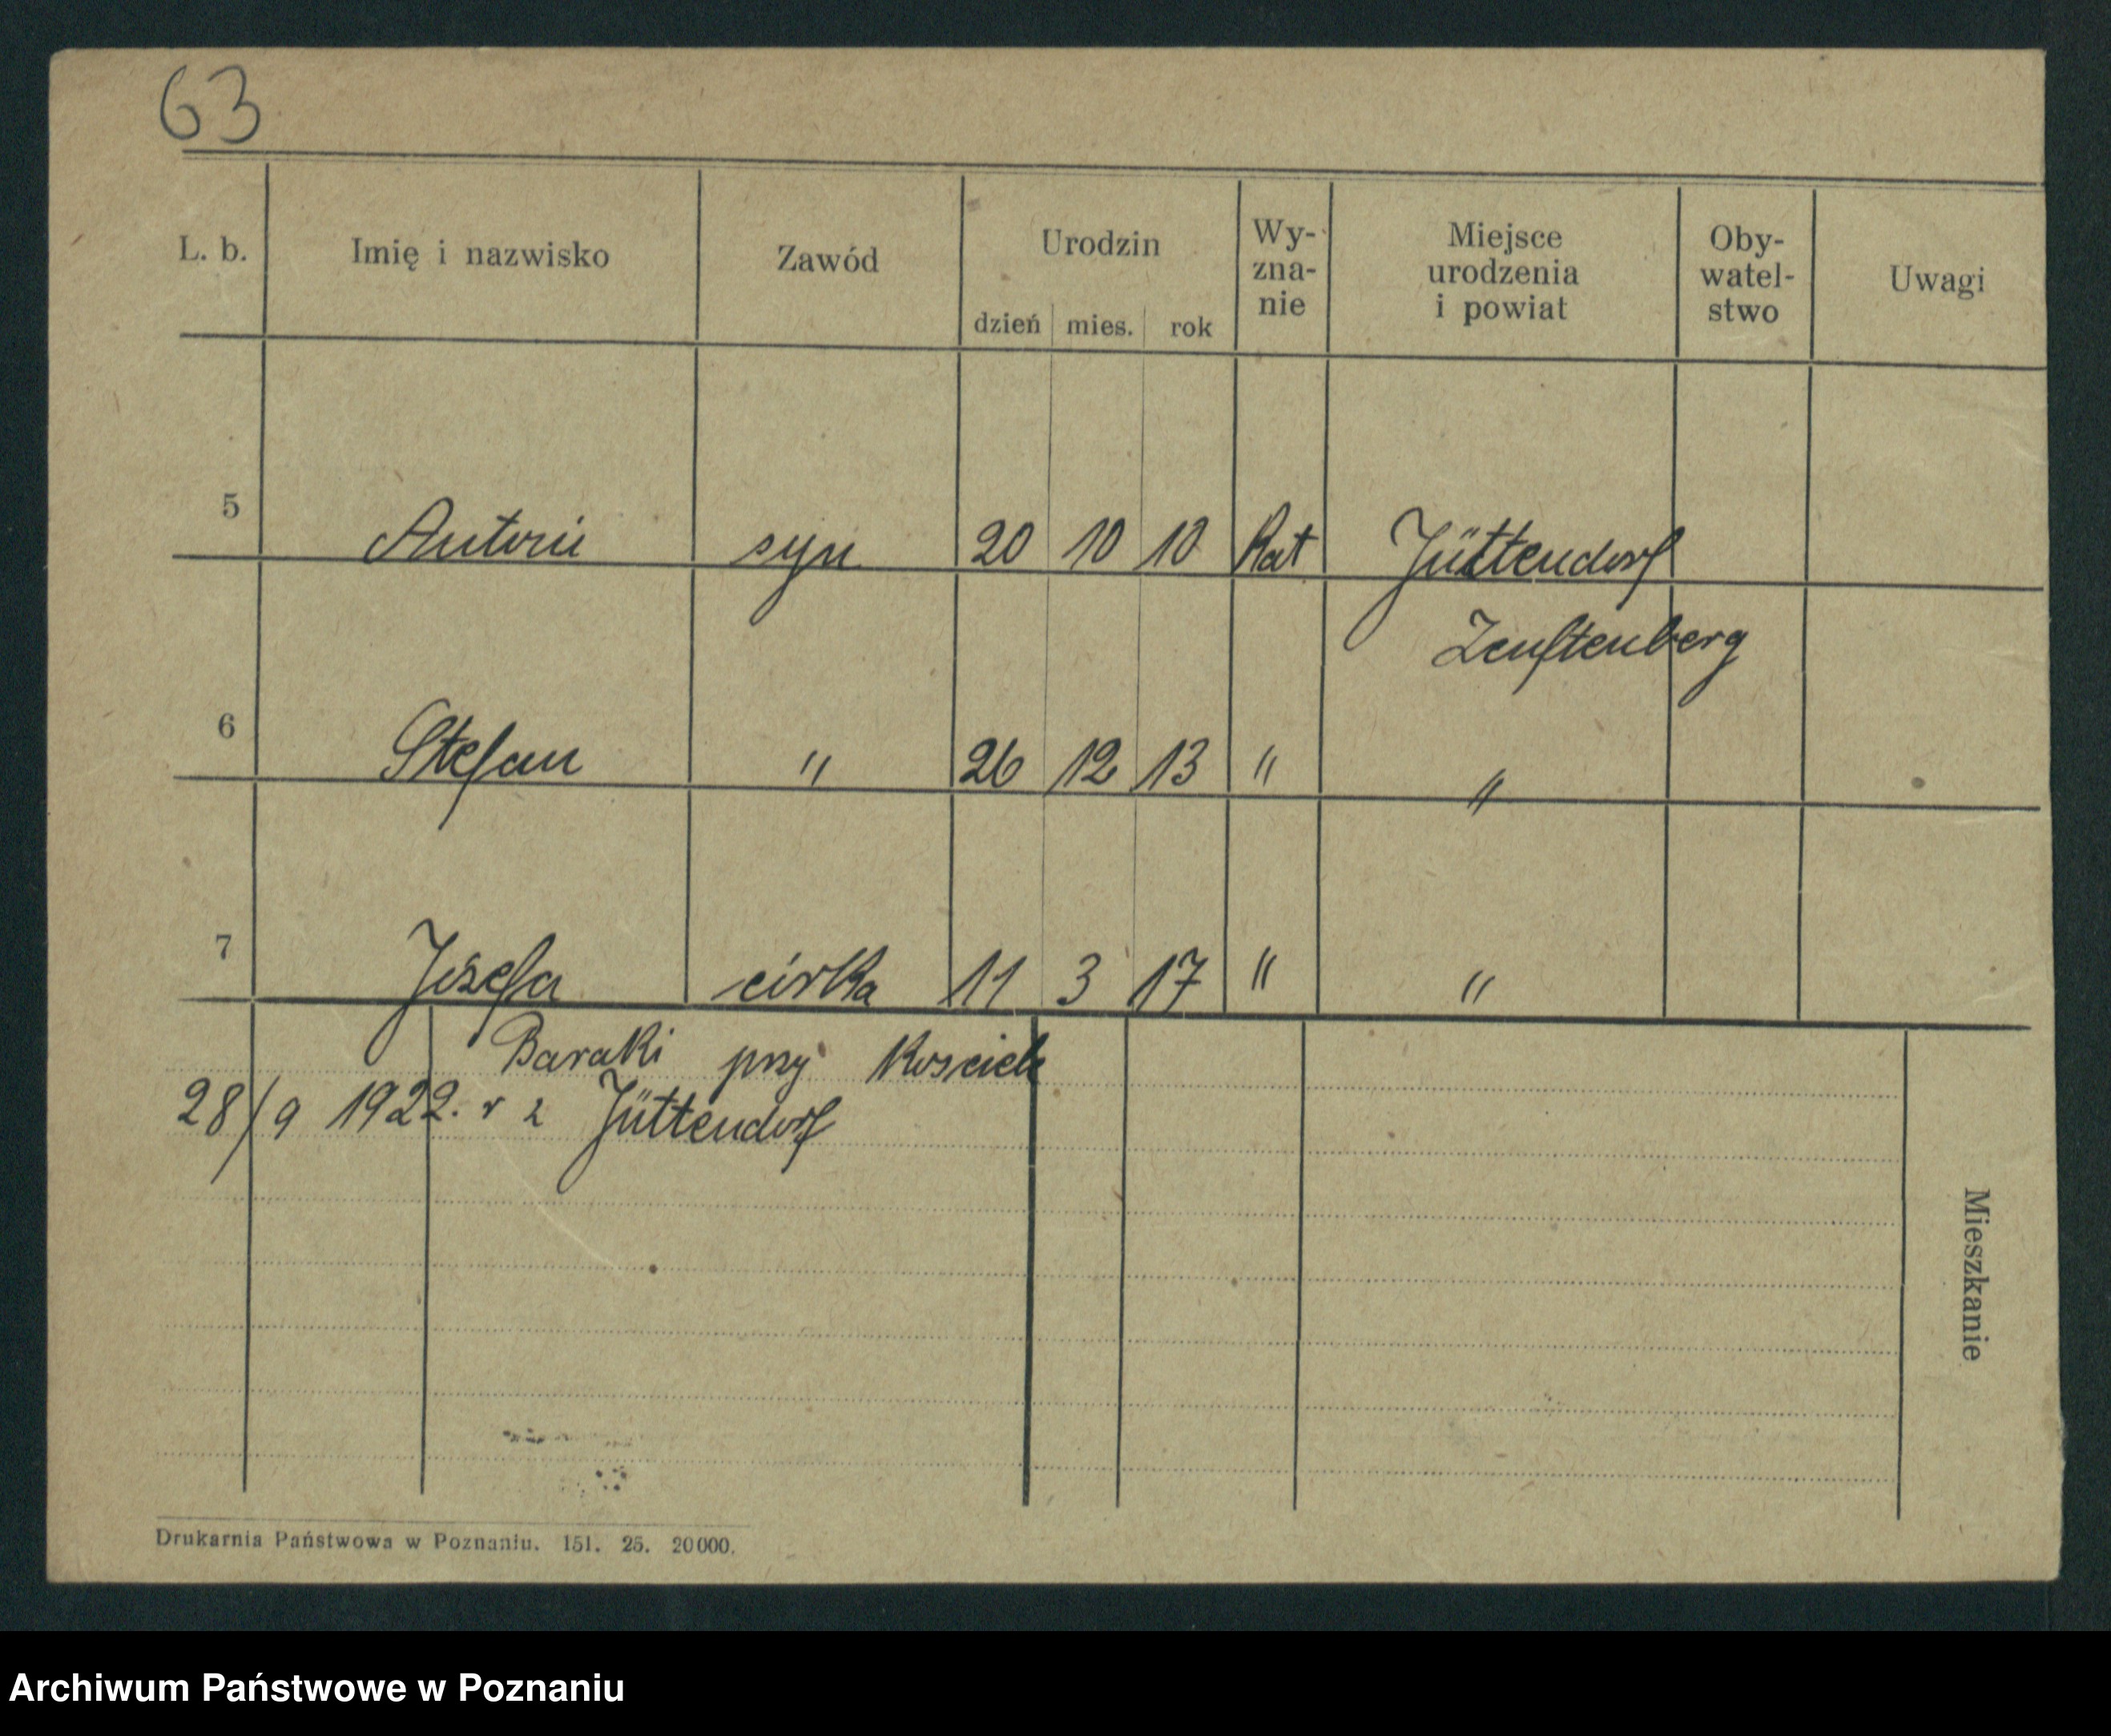 63
L. b. Imię i nazwisko Zawód Urodzin Wy-zna-nie Miejsce urodzenia i powiat Oby-watel-stwo Uwagi
dzień mies. rok
5 Antoni syn 20 10 10 Kat Jüttendorf
Zenftenberg
6 Stefan " 26 12 13 " "
7 Józefa córka 11 3 17 " "
Baraki przy Kosciele
28/9 1922. r z Jüttendorf
Mieszkanie
Drukarnia Państwowa w Poznaniu. 151. 25. 20000.
Archiwum Państwowe w Poznaniu